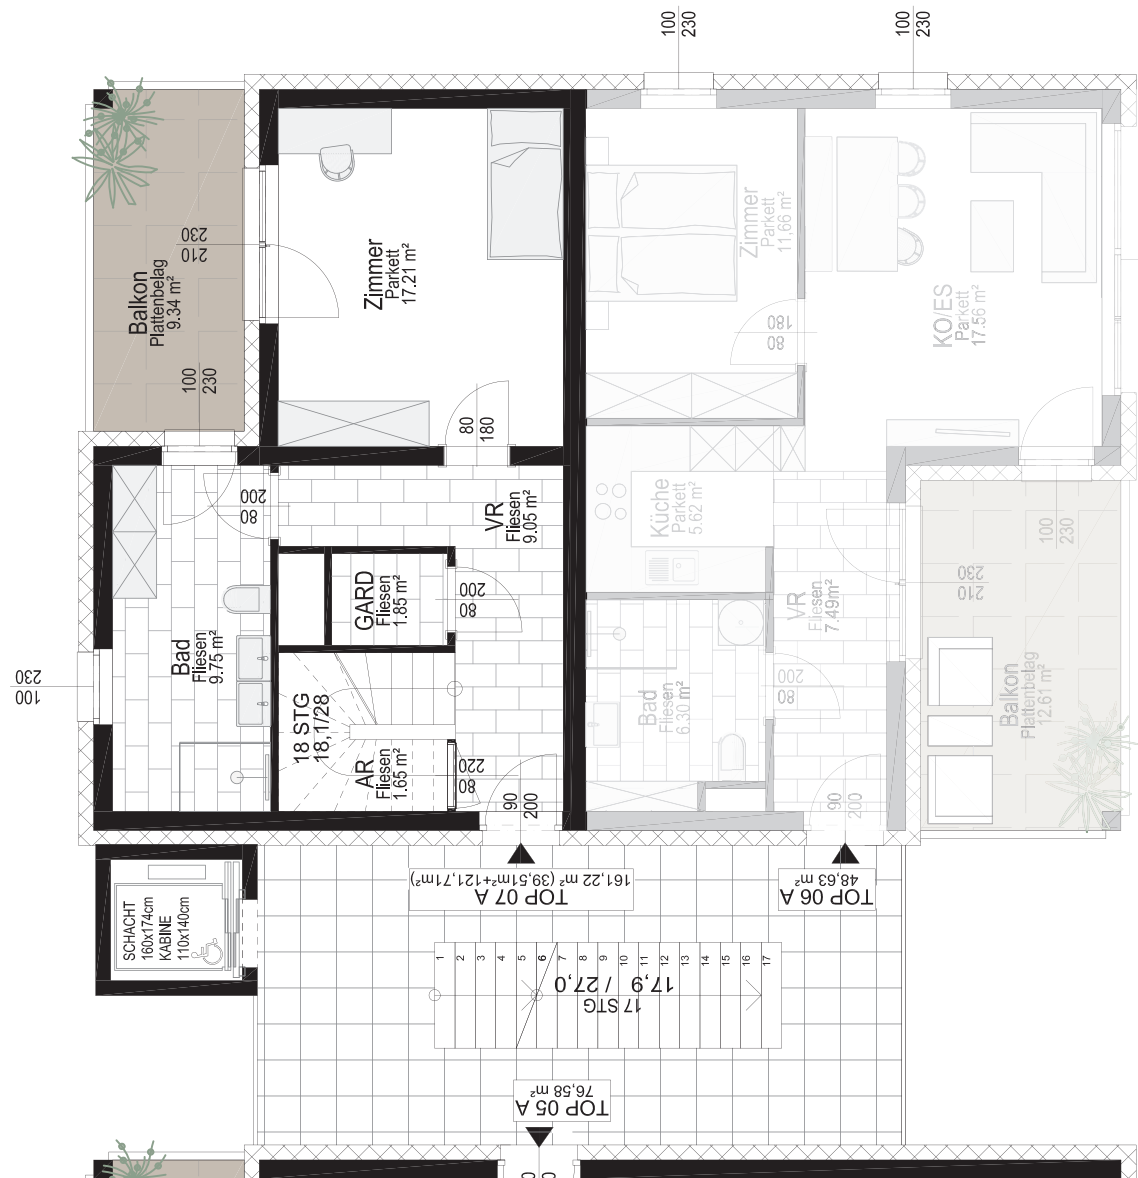 100
230
100
230
230
210
Balkon
Plattenbelag
9.34 m²
100
230
Zimmer
Parkett
17.21 m²
80
180
Zimmer
Parkett
11,66 m²
180
80
KO/ES
Parkett
17.56 m²
200
80
VR
Fliesen
9.05 m²
Küche
Parkett
5.62 m²
100
230
230
210
GARD
Fliesen
1.85 m²
200
80
VR
Fliesen
7.49m²
Bad
Fliesen
9.75 m²
230
100
18 STG
18,1/28
AR
Fliesen
1.65 m²
220
80
90
200
Bad
Fliesen
6.30 m²
200
80
90
200
Balkon
Plattenbelag
12.61 m²
TOP 07 A
161,22 m² (39,51m²+121,71m²)
TOP 06 A
48,63 m²
SCHACHT
160x174cm
KABINE
110x140cm
1
2
3
4
5
6
7
8
9
10
11
12
13
14
15
16
17
17 STG
17,9 / 27,0
TOP 05 A
76,58 m²